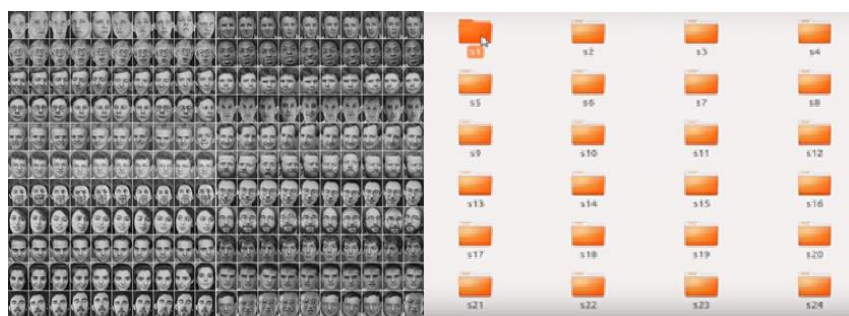 s1 s2 s3 s4
s5 s6 s7 s8
s9 s10 s11 s12
s13 s14 s15 s16
s17 s18 s19 s20
s21 s22 s23 s24